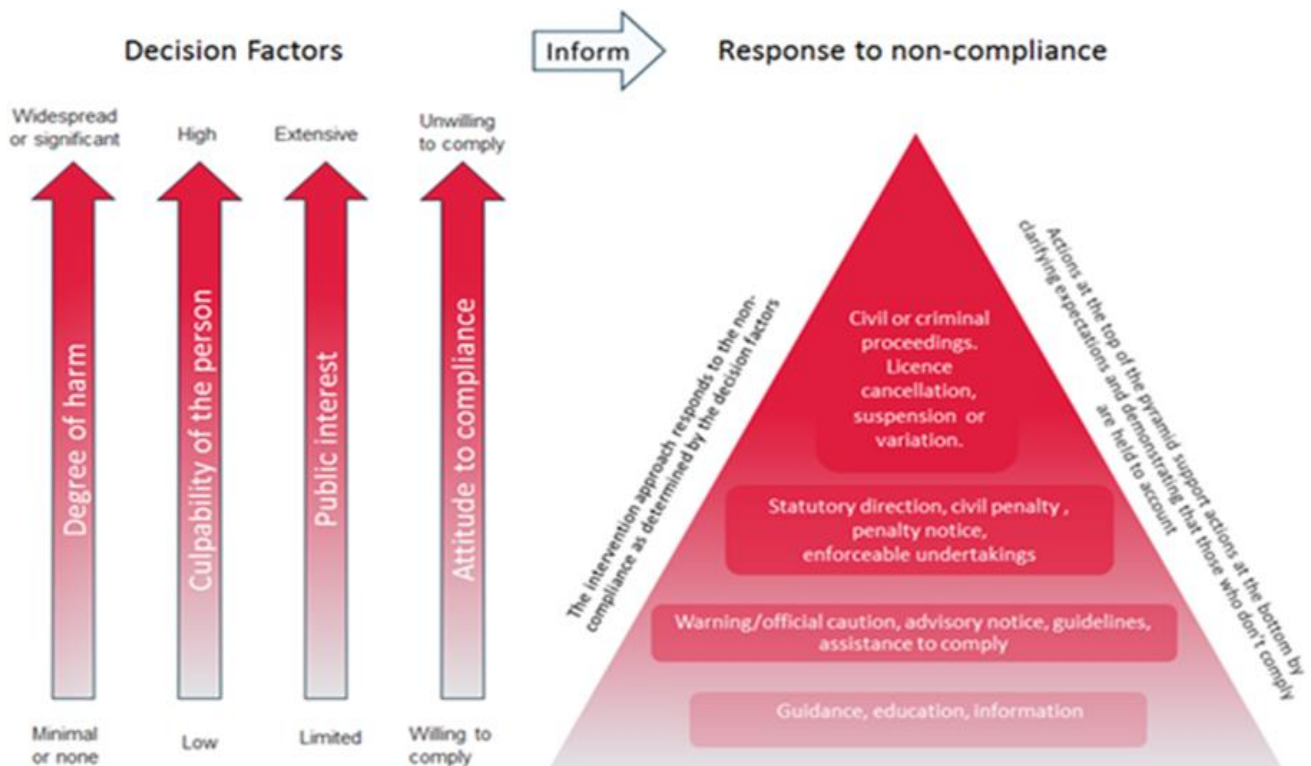 Decision Factors
Inform
Response to non-compliance
Widespread
or significant
High
Extensive
Unwilling
to comply
Degree of harm
Culpability of the person
Public interest
Attitude to compliance
Minimal
or none
Low
Limited
Willing to
comply
The intervention approach responds to the non-
compliance as determined by the decision factors
Civil or criminal
proceedings.
Licence
cancellation,
suspension or
variation.
Statutory direction, civil penalty ,
penalty notice,
enforceable undertakings
Warning/official caution, advisory notice, guidelines,
assistance to comply
Guidance, education, information
Actions at the top of the pyramid support actions at the bottom by
clarifying expectations and demonstrating that those who don't comply
are held to account